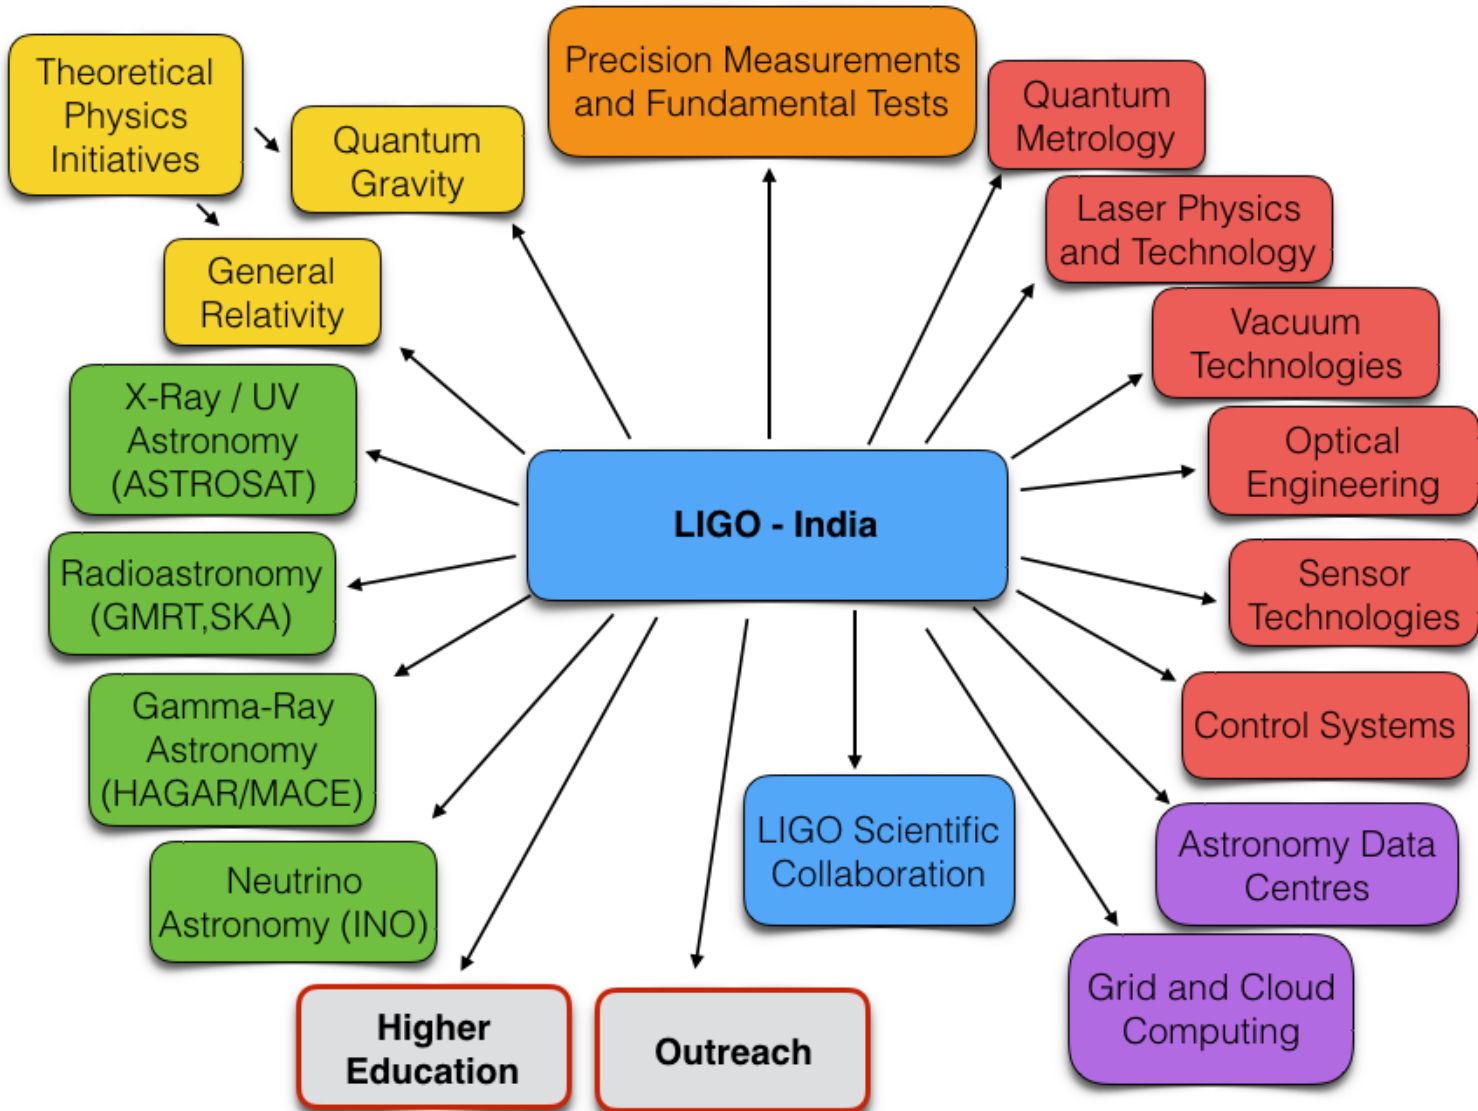 Theoretical
Physics
Initiatives
Quantum
Gravity
General
Relativity
Precision Measurements
and Fundamental Tests
Quantum
Metrology
Laser Physics
and Technology
Vacuum
Technologies
Optical
Engineering
Sensor
Technologies
Control Systems
X-Ray / UV
Astronomy
(ASTROSAT)
Radioastronomy
(GMRT,SKA)
Gamma-Ray
Astronomy
(HAGAR/MACE)
Neutrino
Astronomy (INO)
LIGO - India
LIGO Scientific
Collaboration
Astronomy Data
Centres
Grid and Cloud
Computing
Higher
Education
Outreach